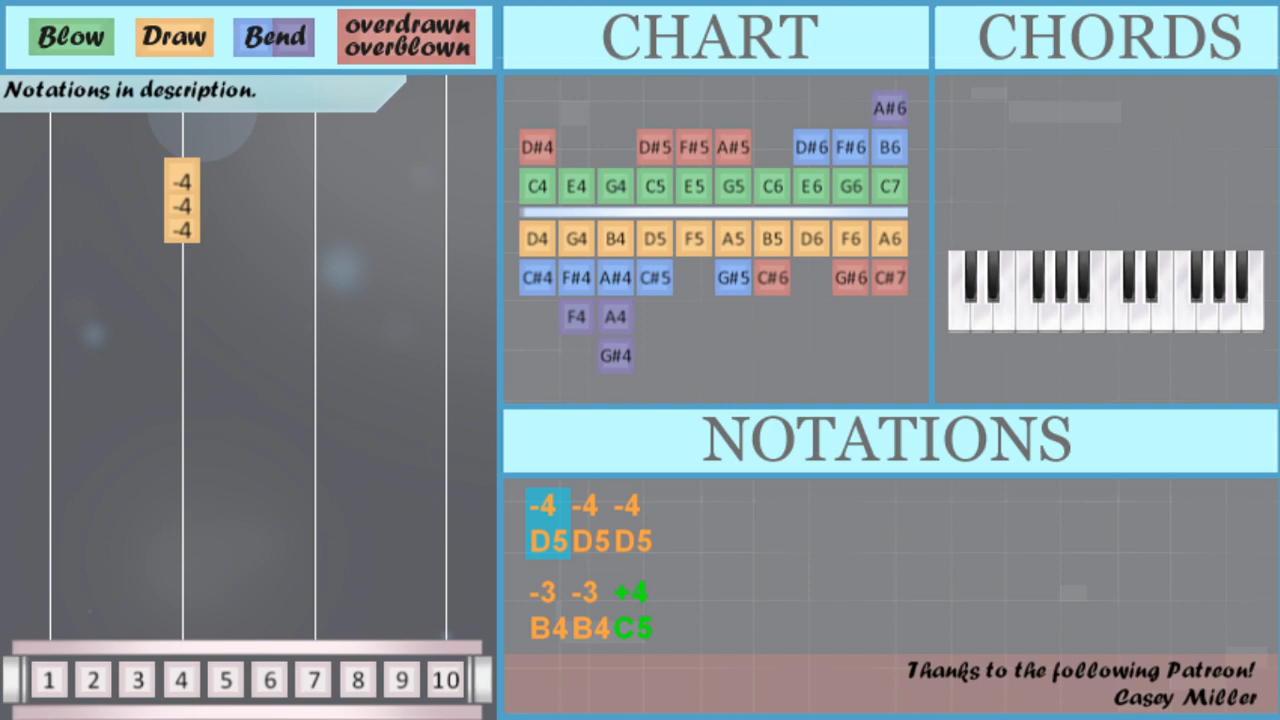 Blow Draw Bend overdrawn
overblown
CHART
CHORDS
Notations in description.
-4
-4
-4
A#6
D#4 D#5 F#5 A#5 D#6 F#6 B6
C4 E4 G4 C5 E5 G5 C6 E6 G6 C7
D4 G4 B4 D5 F5 A5 B5 D6 F6 A6
C#4 F#4 A#4 C#5 G#5 C#6 G#6 C#7
F4 A4
G#4
NOTATIONS
-4 -4 -4
D5 D5 D5
-3 -3 +4
B4 B4 C5
1 2 3 4 5 6 7 8 9 10
Thanks to the following Patreon!
Casey Miller